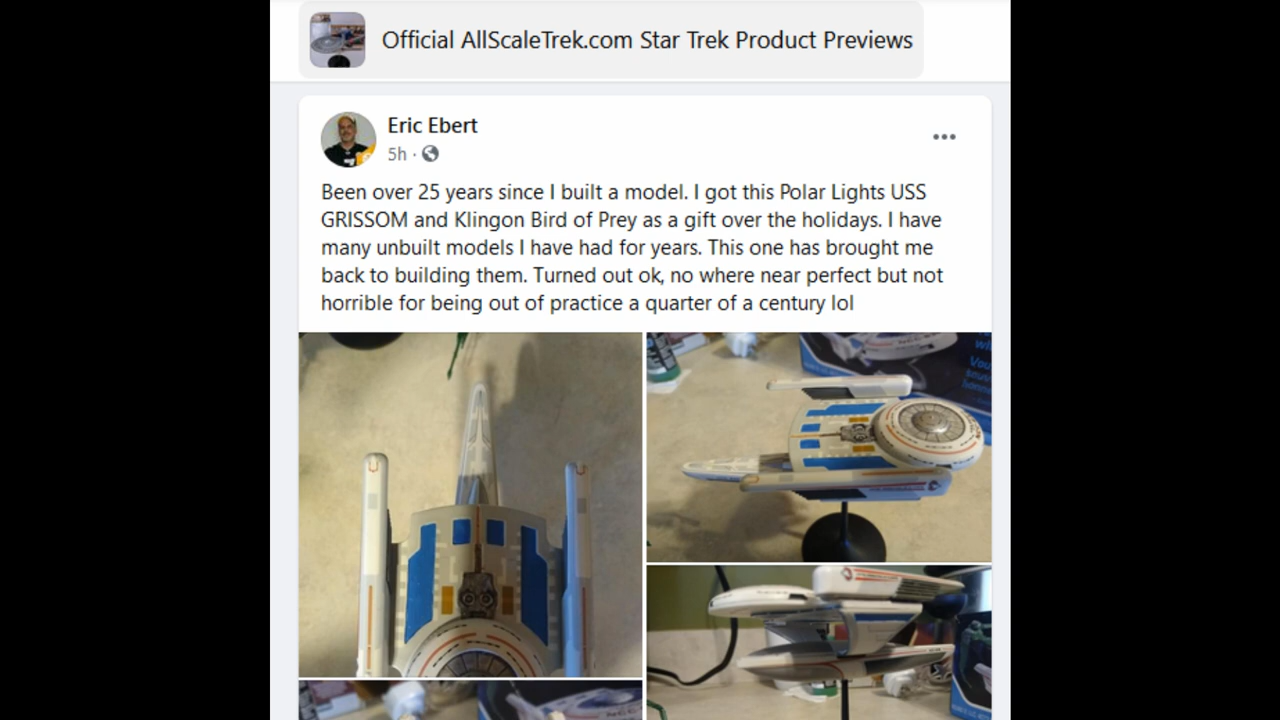 Official AllScaleTrek.com Star Trek Product Previews
Eric Ebert
5h ·
Been over 25 years since I built a model. I got this Polar Lights USS
GRISSOM and Klingon Bird of Prey as a gift over the holidays. I have
many unbuilt models I have had for years. This one has brought me
back to building them. Turned out ok, no where near perfect but not
horrible for being out of practice a quarter of a century lol